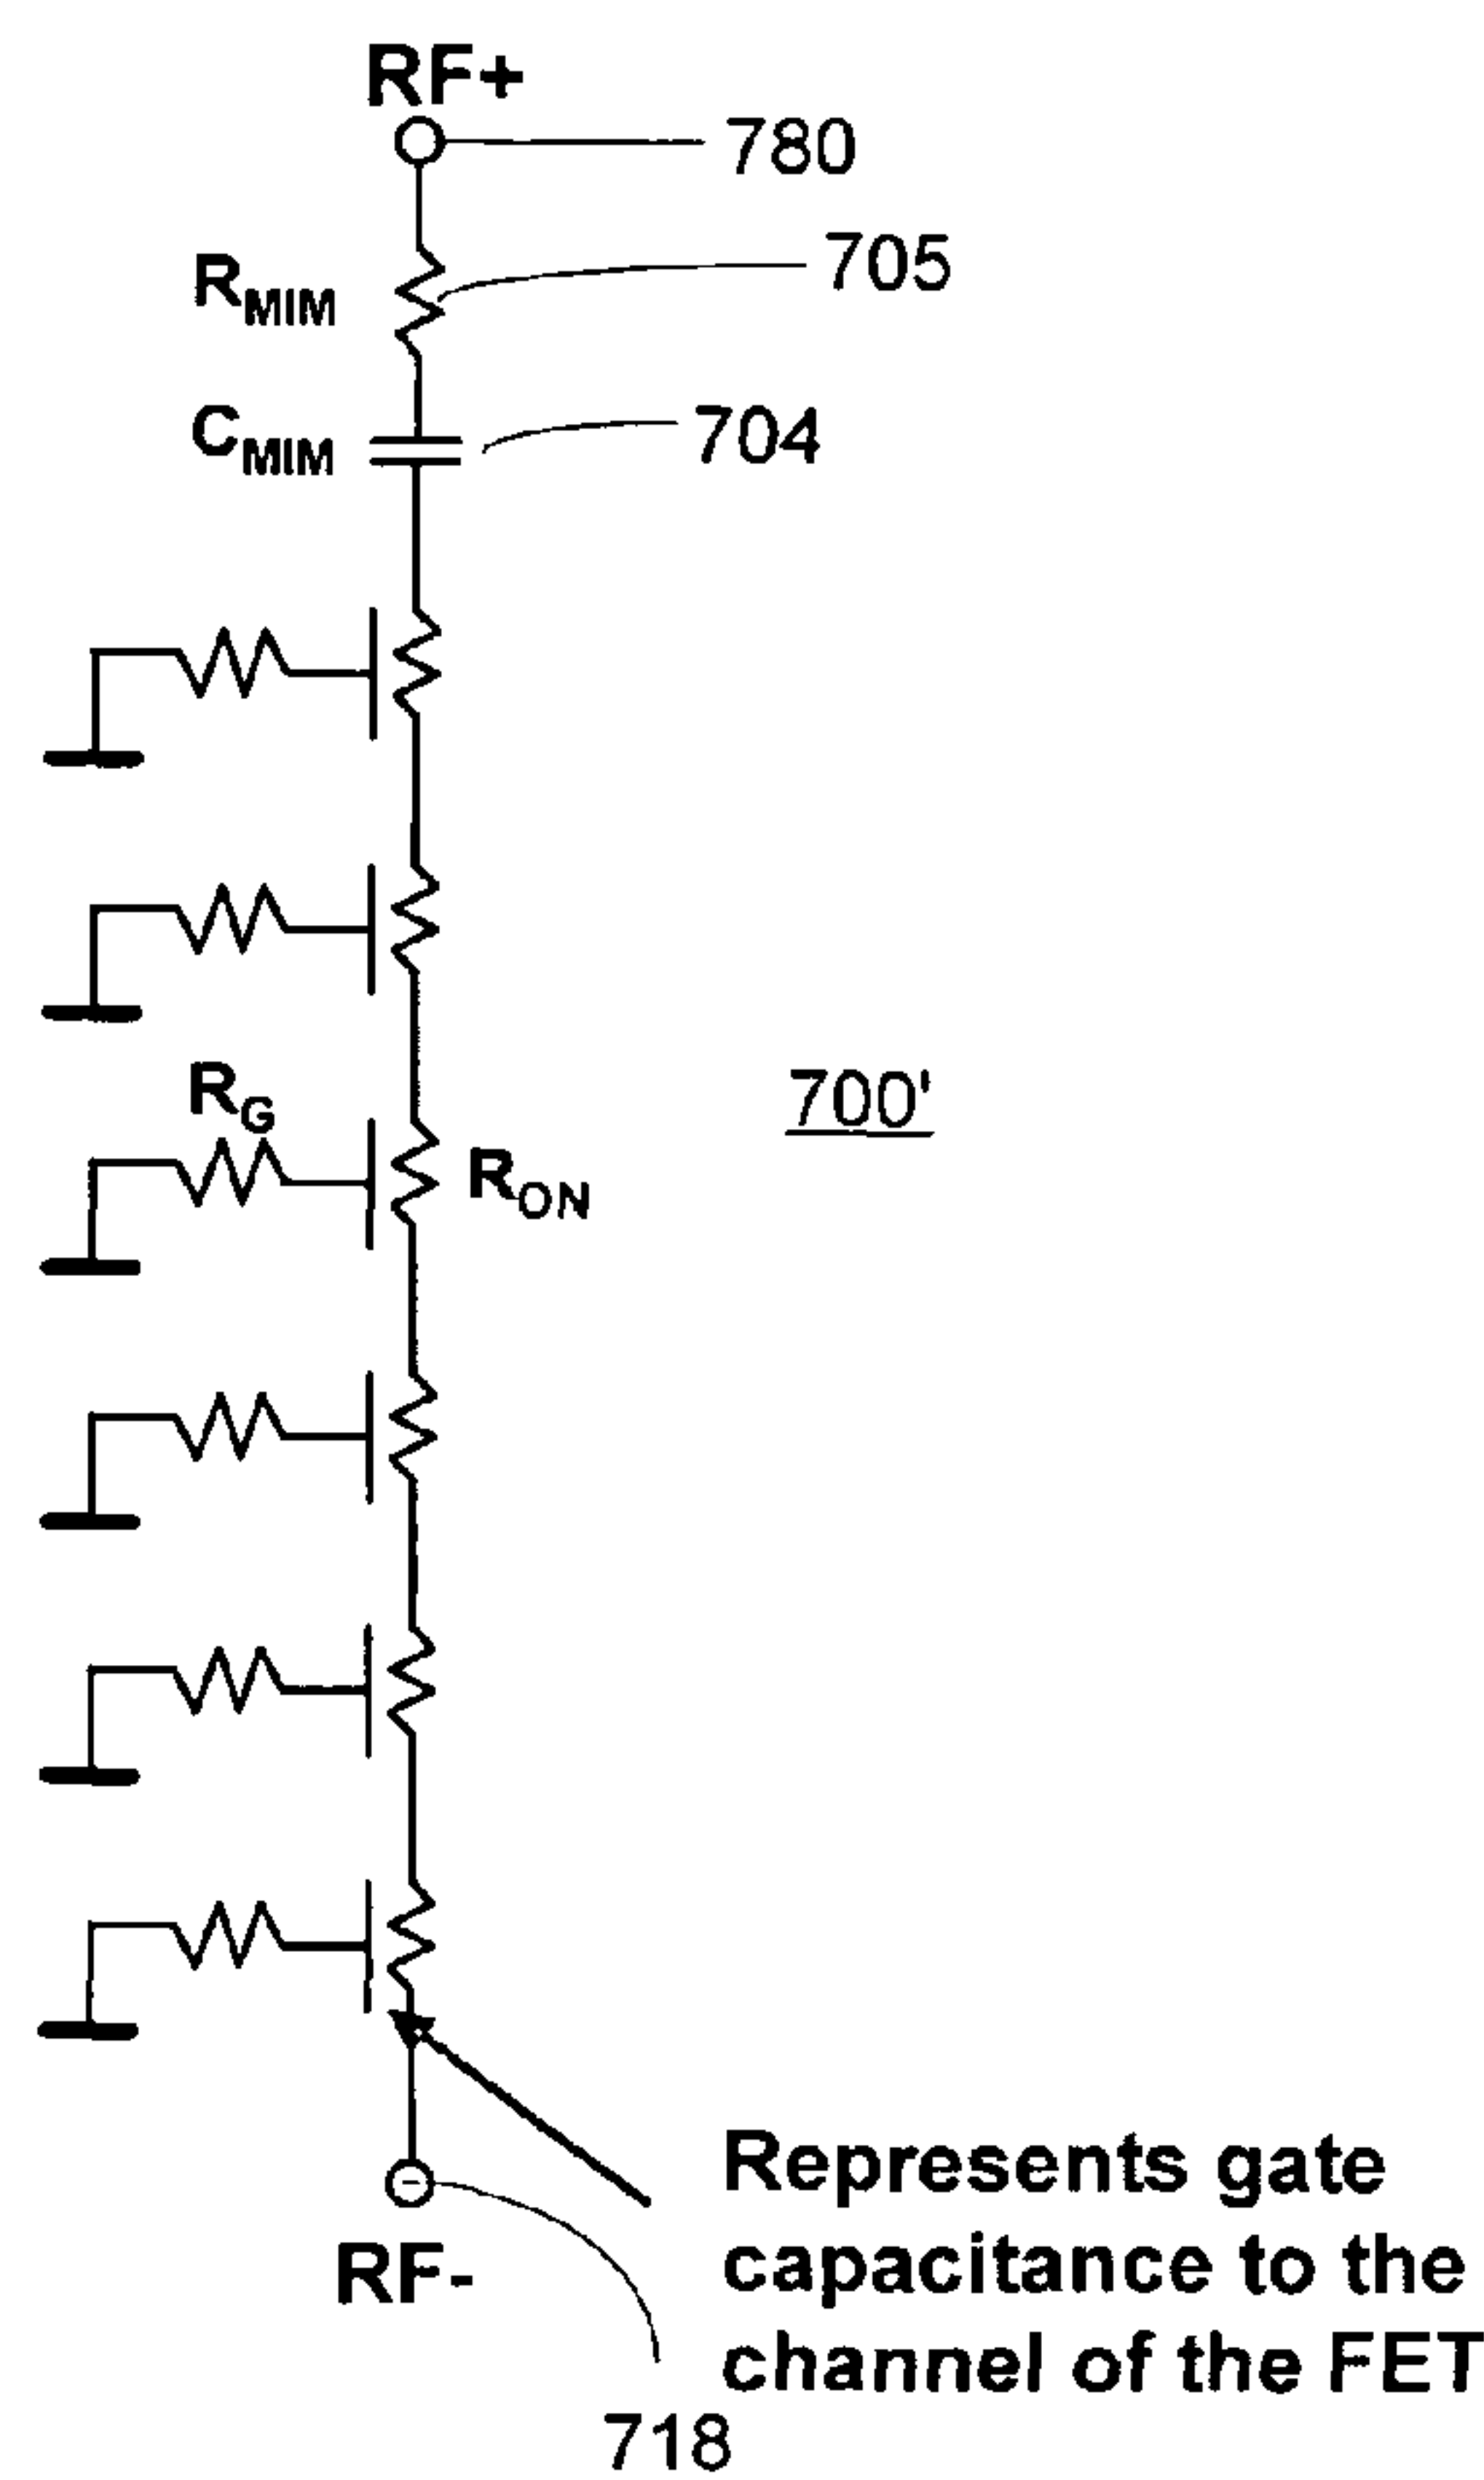 RF+
780
705
RMIM
CMIM
704
RG
700'
RON
RF-
Represents gate
capacitance to the
channel of the FET
718